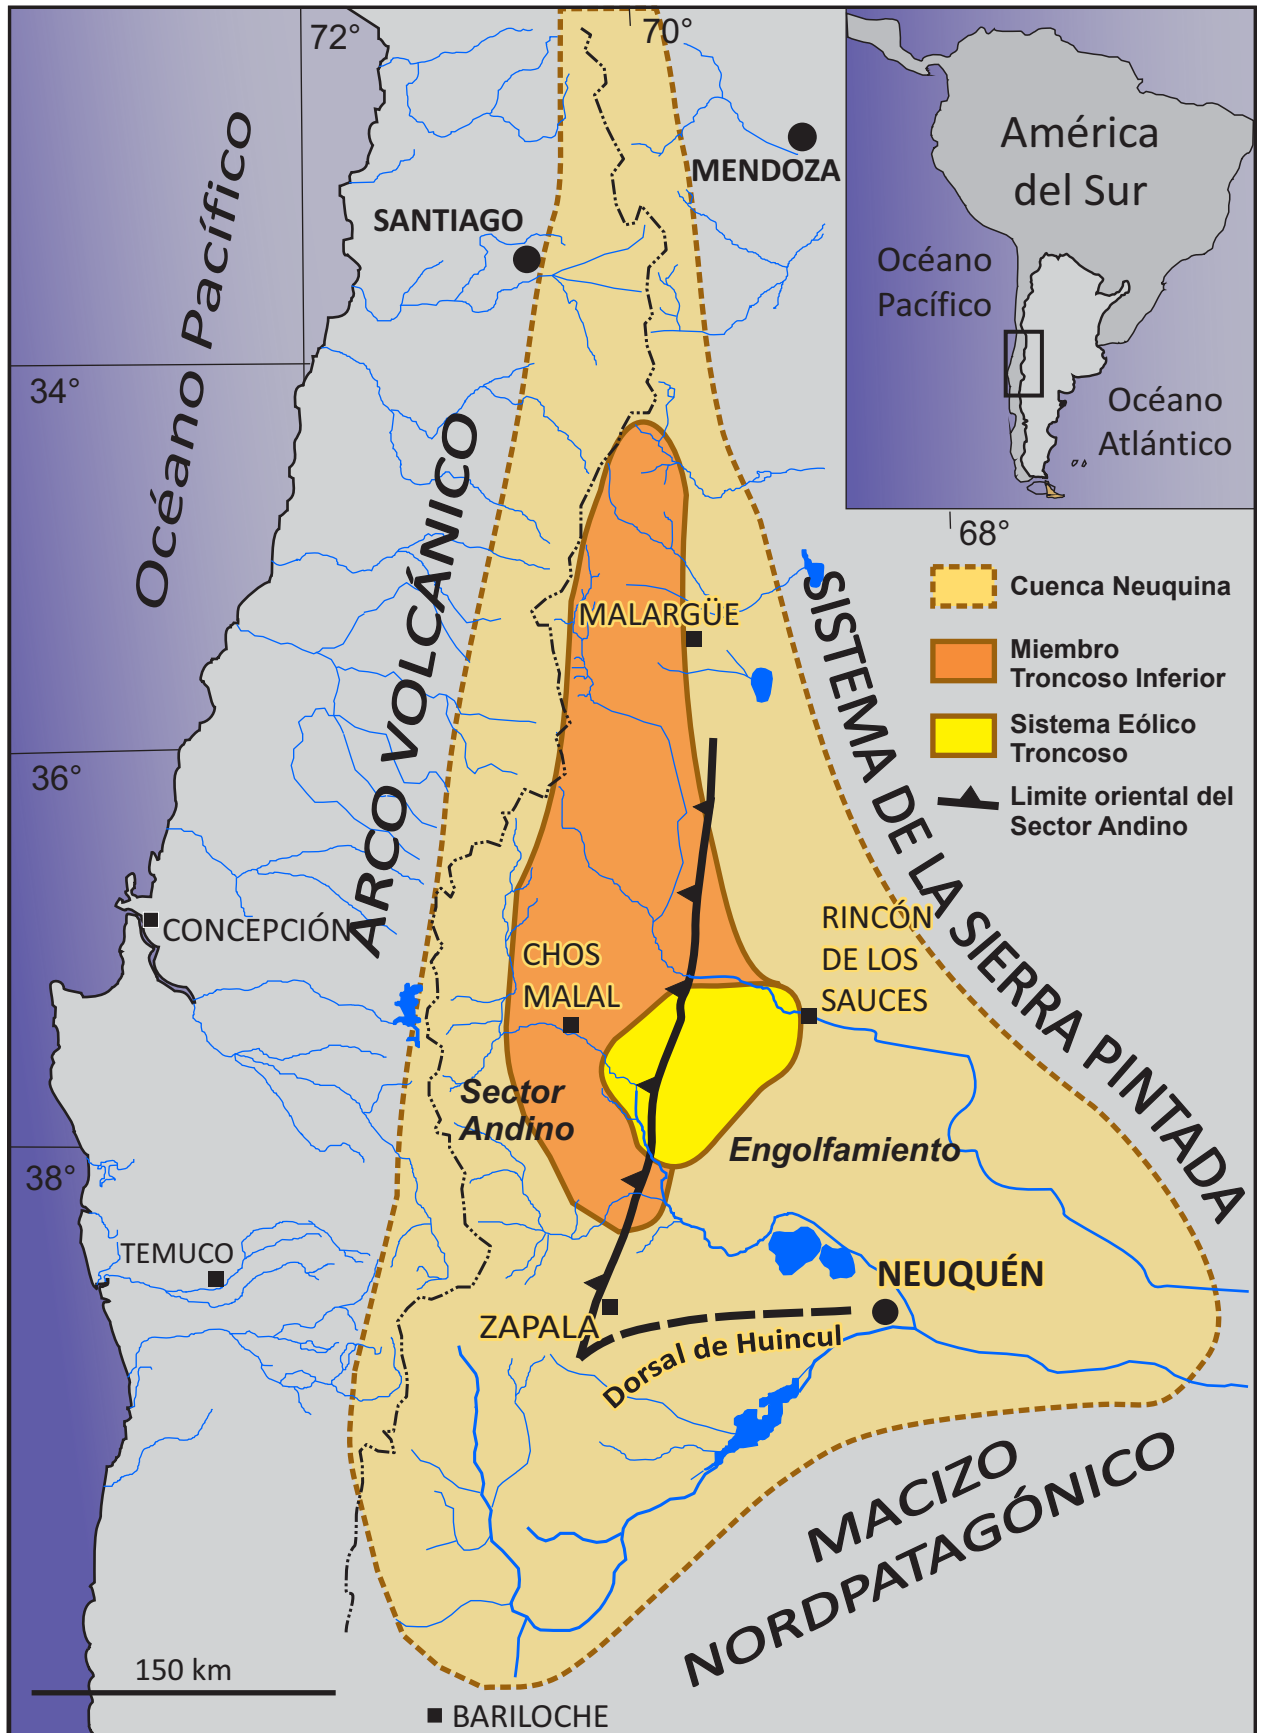 72°
70°
MENDOZA
SANTIAGO
Océano Pacífico
34°
América
del Sur
Océano
Pacífico
Océano
Atlántico
68°
Cuenca Neuquina
Miembro
Troncoso Inferior
Sistema Eólico
Troncoso
Limite oriental del
Sector Andino
ARCO VOLCÁNICO
MALARGÜE
SISTEMA DE LA SIERRA PINTADA
36°
CONCEPCIÓN
CHOS
MALAL
RINCÓN
DE LOS
SAUCES
Sector
Andino
Engolfamiento
38°
TEMUCO
NEUQUÉN
ZAPALA
Dorsal de Huincul
MACIZO
NORDPATAGÓNICO
150 km
BARILOCHE